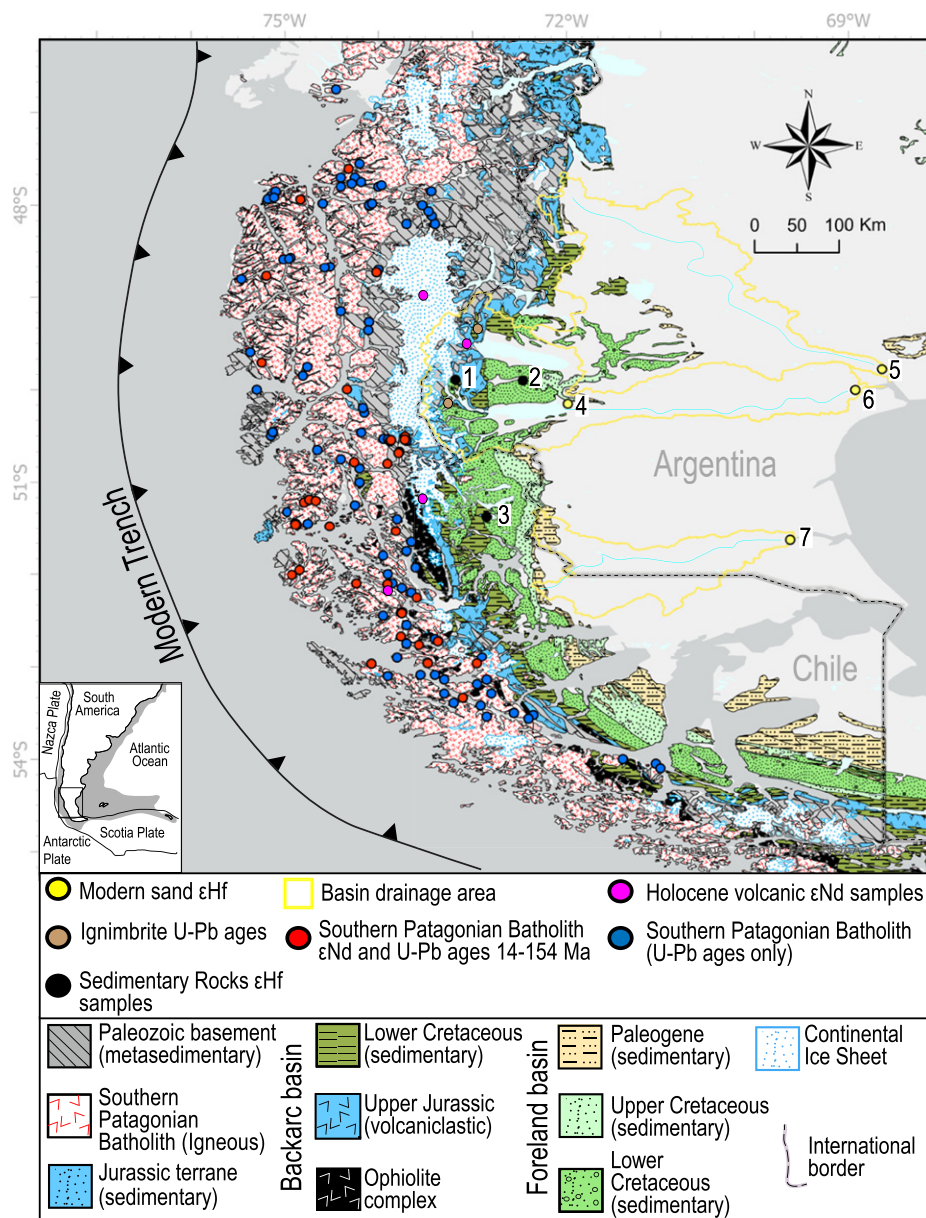 75°W
72°W
69°W
N
W
E
S
48°S
0 50 100 Km
1
2
5
4
6
Argentina
51°S
3
7
Modern Trench
Chile
South
America
Nazca Plate
Atlantic
Ocean
54°S
Scotia Plate
Antarctic
Plate
Modern sand εHf
Basin drainage area
Holocene volcanic εNd samples
Ignimbrite U-Pb ages
Southern Patagonian Batholith
εNd and U-Pb ages 14-154 Ma
Southern Patagonian Batholith
(U-Pb ages only)
Sedimentary Rocks εHf
samples
Paleozoic basement
(metasedimentary)
Southern
Patagonian
Batholith (Igneous)
Jurassic terrane
(sedimentary)
Backarc basin
Lower Cretaceous
(sedimentary)
Upper Jurassic
(volcaniclastic)
Ophiolite
complex
Foreland basin
Paleogene
(sedimentary)
Upper Cretaceous
(sedimentary)
Lower
Cretaceous
(sedimentary)
Continental
Ice Sheet
International
border